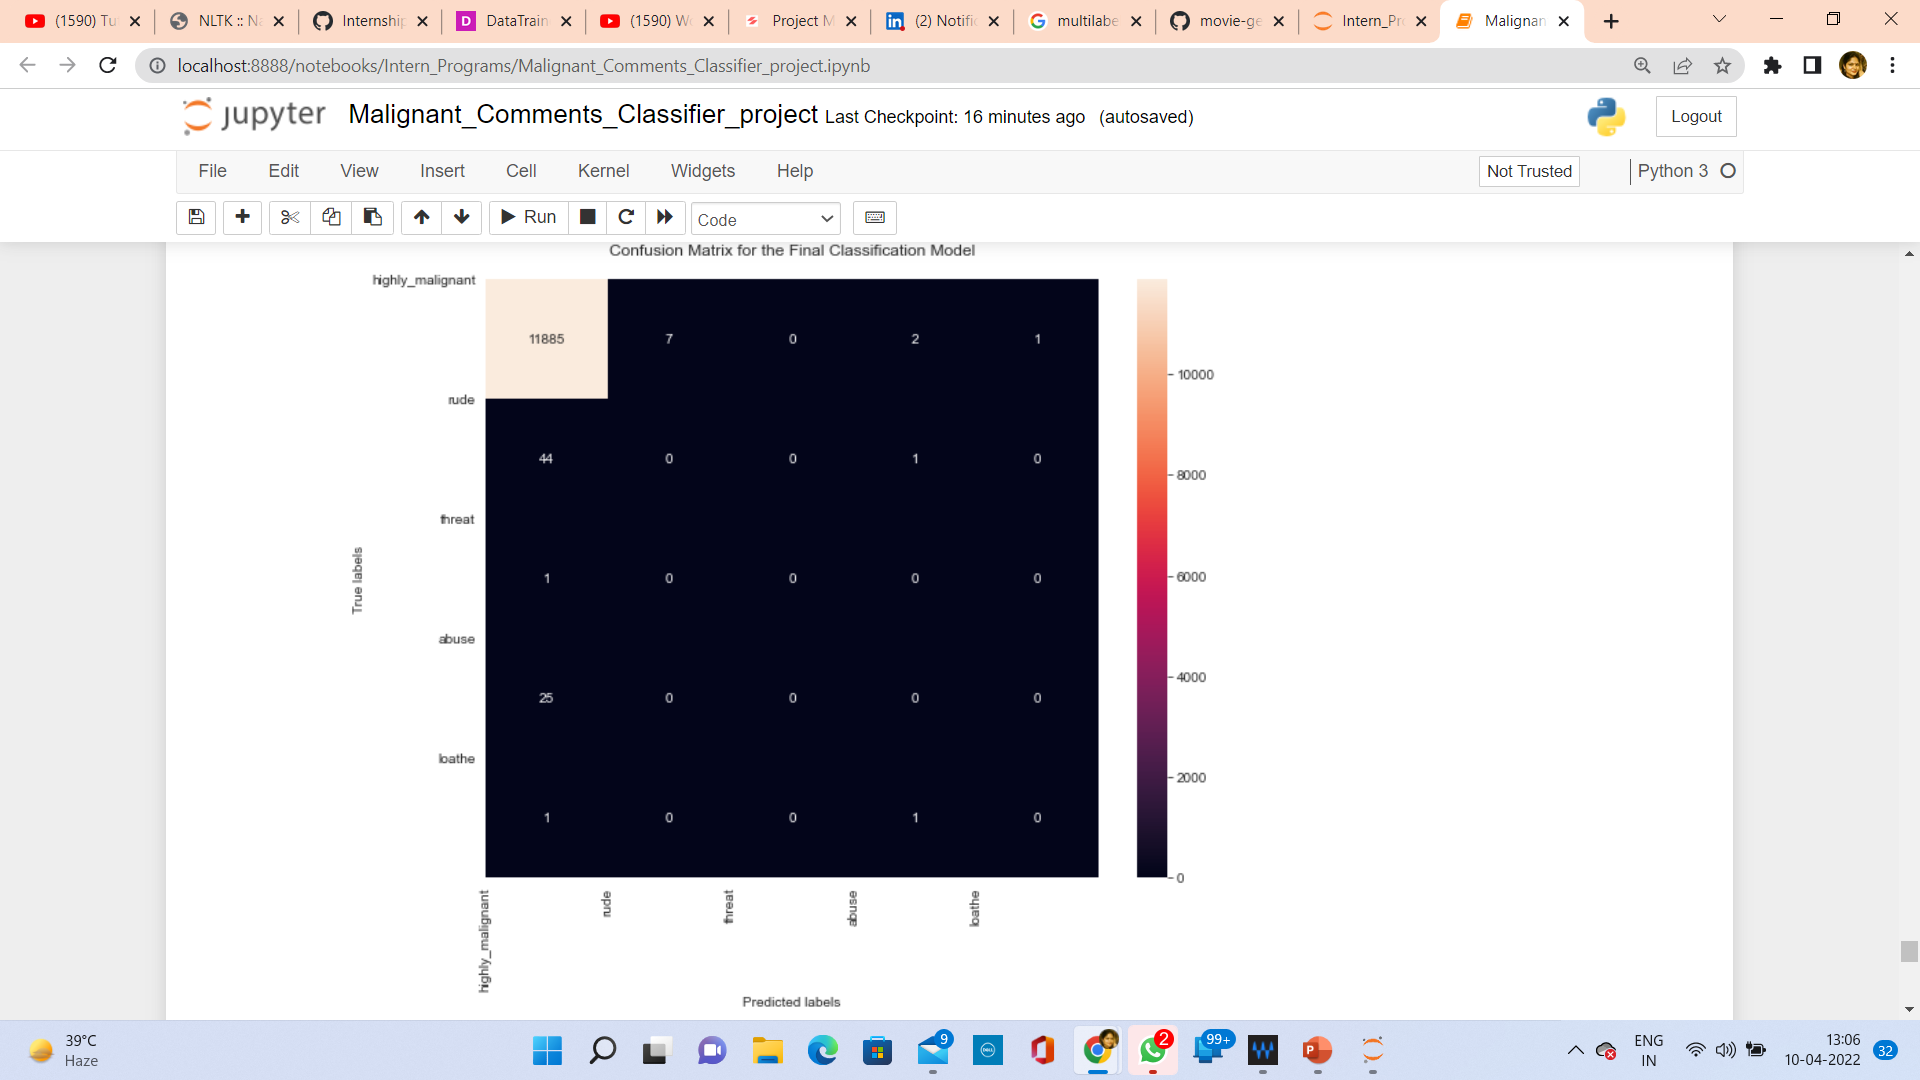 (1590) Tu
NLTK :: Na
Internship
DataTrain
(1590) Wo
Project M
(2) Notific
multilabe
movie-ge
Intern_Pr
Malignan
localhost:8888/notebooks/Intern_Programs/Malignant_Comments_Classifier_project.ipynb
jupyter Malignant_Comments_Classifier_project Last Checkpoint: 16 minutes ago (autosaved)
Logout
File Edit View Insert Cell Kernel Widgets Help
Not Trusted
Python 3
Run
Code
Confusion Matrix for the Final Classification Model
highly_malignant
11885 7 0 2 1
10000
rude
44 0 0 1 0
8000
threat
True labels
1 0 0 0 0
6000
abuse
25 0 0 0 0
4000
loathe
2000
1 0 0 1 0
0
highly_malignant
rude
threat
abuse
loathe
Predicted labels
39°C
Haze
9
DELL
2
99+
W
P
ENG
IN
13:06
10-04-2022
32